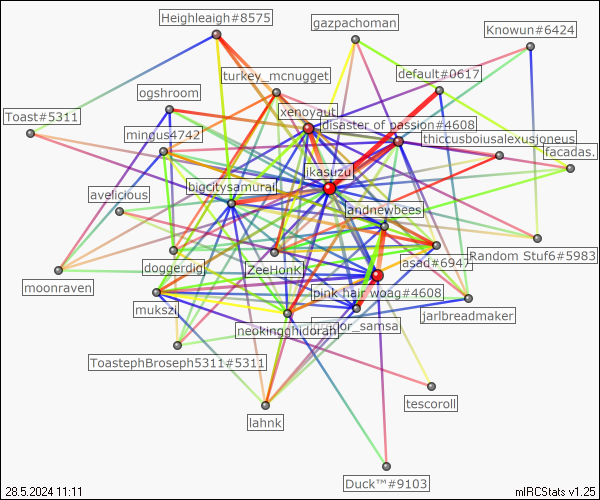 Heighleaigh#8575
gazpachoman
Knowun#6424
turkey_mcnugget
default#0617
ogshroom
xenoyaut
Toast#5311
disaster of passion#4608
mingus4742
thiccusboiusalexusjoneus
facadas.
ikasuzu
bigcitysamurai
avelicious
andnewbees
doggerdig
ZeeHonK
asad#6947
Random Stuf6#5983
moonraven
pink hair woag#4608
mukszi
jarlbreadmaker
neokingghidorah
or_samsa
ToastephBroseph5311#5311
tescoroll
lahnk
Duck™#9103
28.5.2024 11:11
mIRCStats v1.25